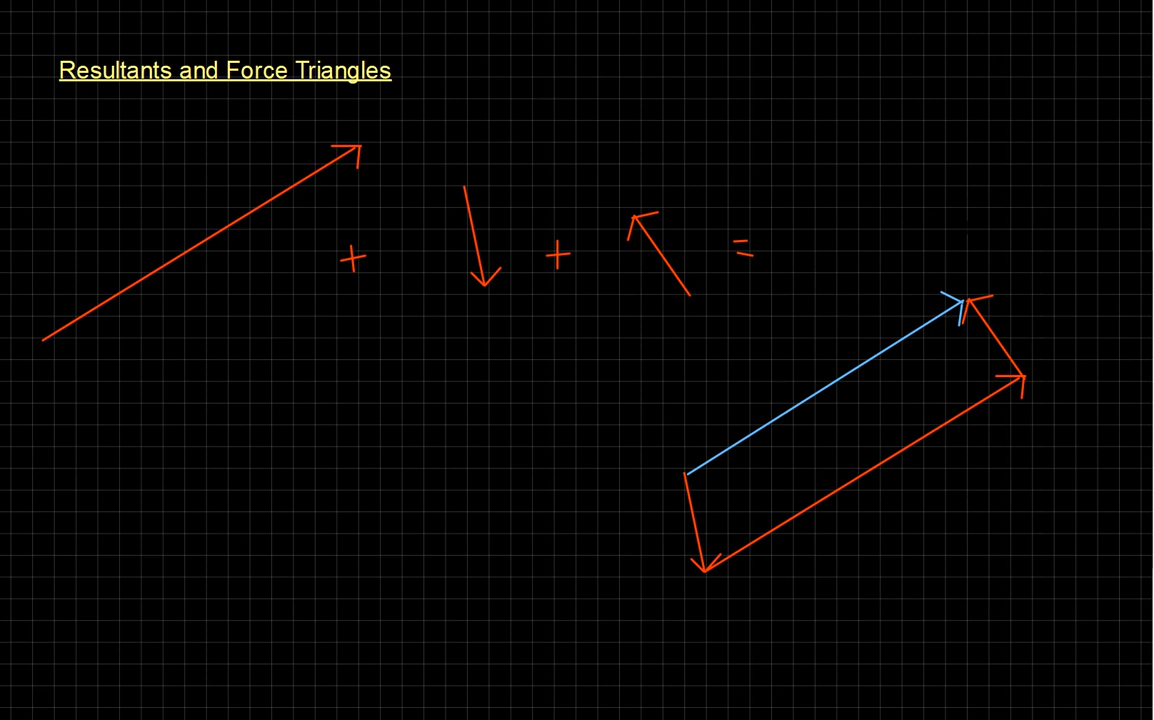 Resultants and Force Triangles
+ + =